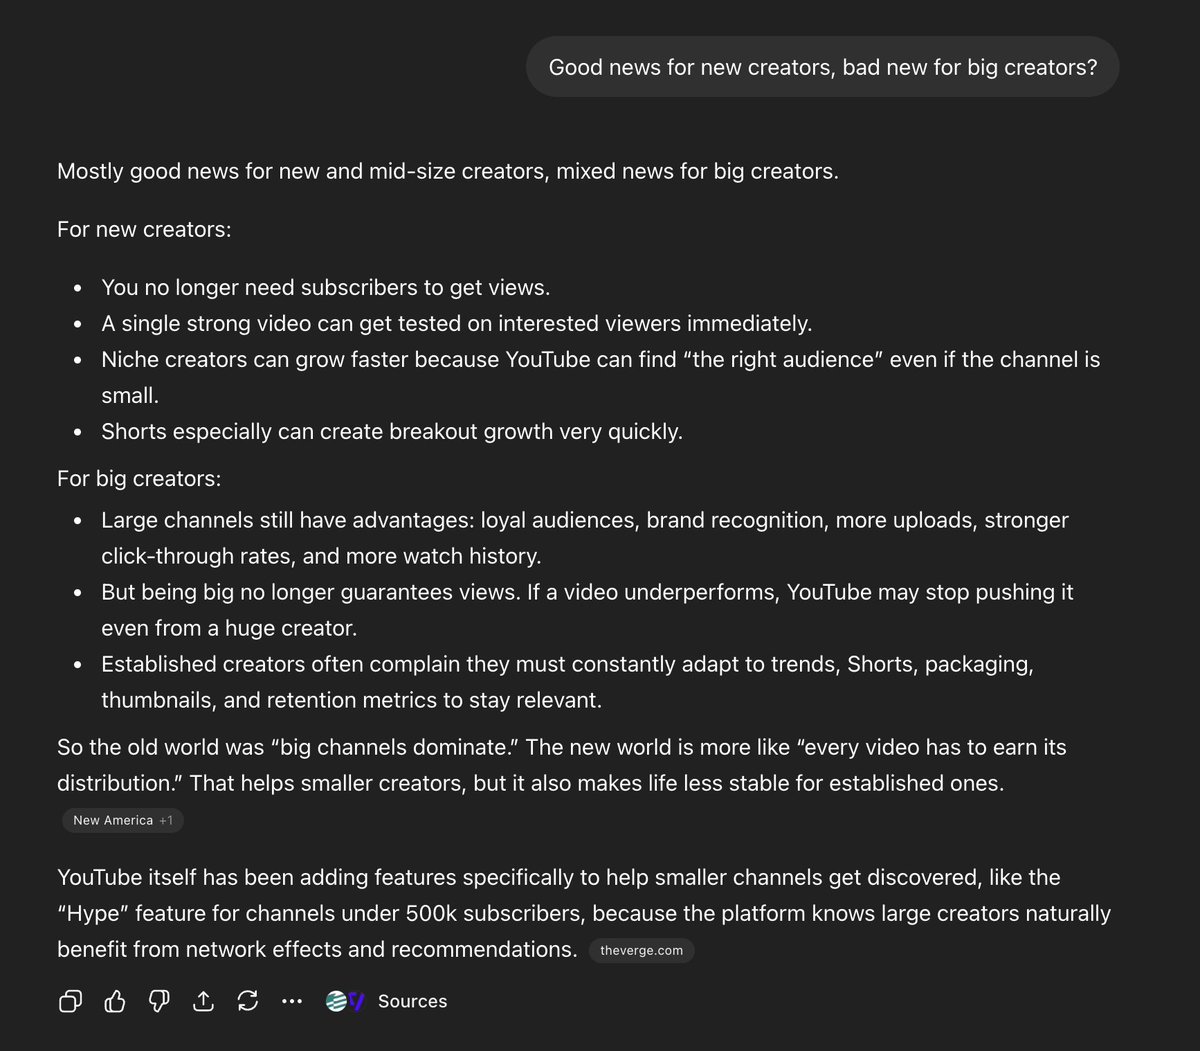 Good news for new creators, bad new for big creators?
Mostly good news for new and mid-size creators, mixed news for big creators.
For new creators:
• You no longer need subscribers to get views.
• A single strong video can get tested on interested viewers immediately.
• Niche creators can grow faster because YouTube can find “the right audience” even if the channel is
small.
• Shorts especially can create breakout growth very quickly.
For big creators:
• Large channels still have advantages: loyal audiences, brand recognition, more uploads, stronger
click-through rates, and more watch history.
• But being big no longer guarantees views. If a video underperforms, YouTube may stop pushing it
even from a huge creator.
• Established creators often complain they must constantly adapt to trends, Shorts, packaging,
thumbnails, and retention metrics to stay relevant.
So the old world was “big channels dominate.” The new world is more like “every video has to earn its
distribution.” That helps smaller creators, but it also makes life less stable for established ones.
New America +1
YouTube itself has been adding features specifically to help smaller channels get discovered, like the
“Hype” feature for channels under 500k subscribers, because the platform knows large creators naturally
benefit from network effects and recommendations. theverge.com
Sources